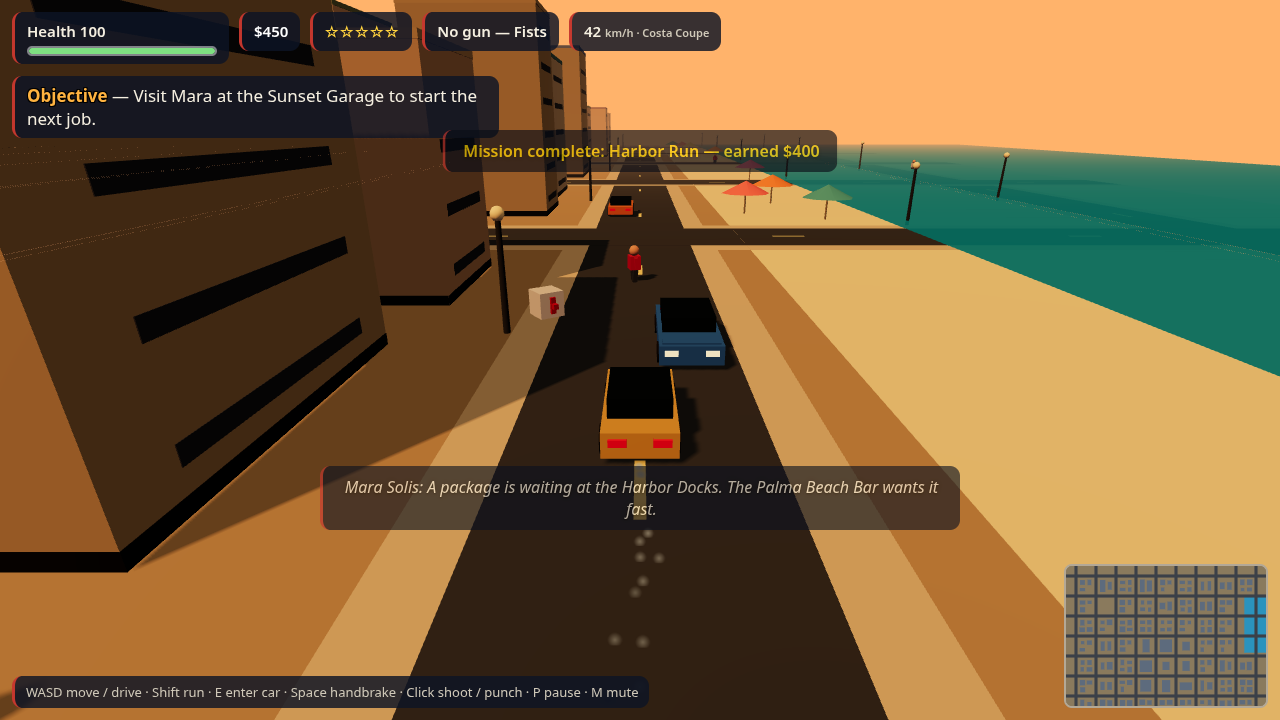 Health 100
$450
☆☆☆☆☆
No gun — Fists
42 km/h · Costa Coupe
Objective — Visit Mara at the Sunset Garage to start the
next job.
Mission complete: Harbor Run — earned $400
Mara Solis: A package is waiting at the Harbor Docks. The Palma Beach Bar wants it
fast.
WASD move / drive · Shift run · E enter car · Space handbrake · Click shoot / punch · P pause · M mute